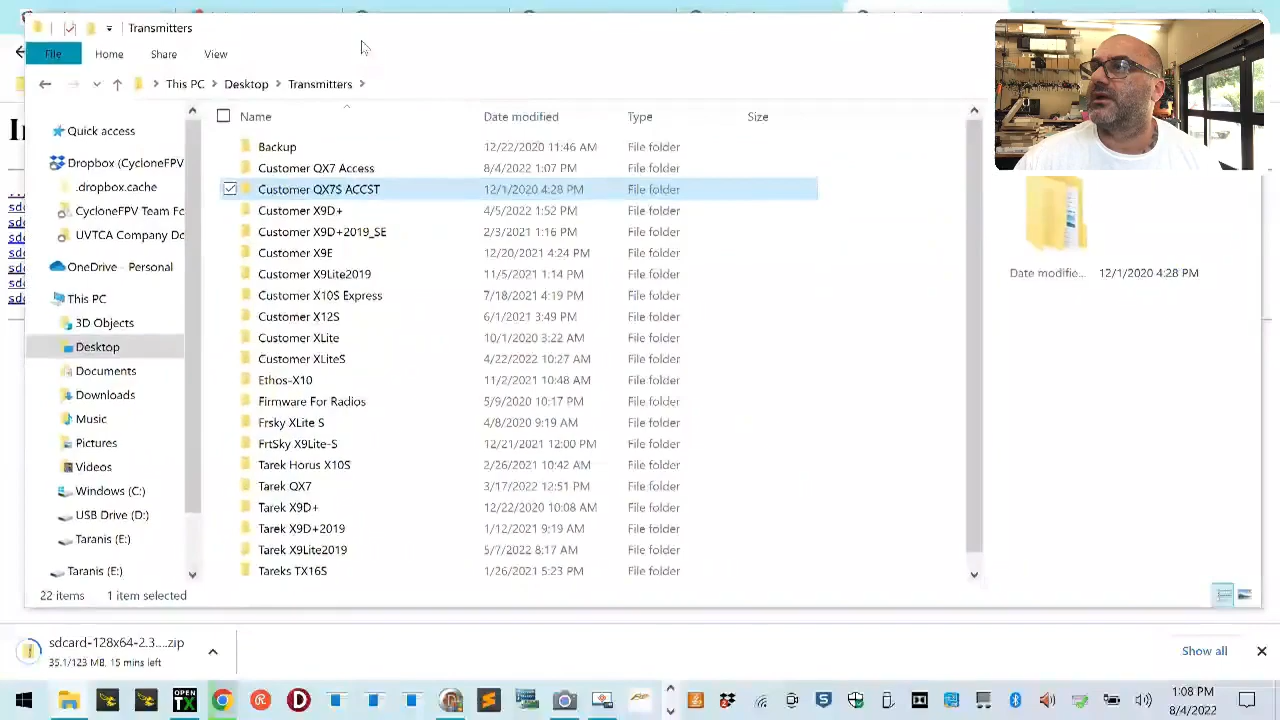 Transmitters
File Home Share View
This PC > Desktop > Transmitters >
Name Date modified Type Size
Quick access
Dropbox (CycloneFPV
.dropbox.cache
CycloneFPV Team Fo
UVTCA Company Do
OneDrive - Personal
This PC
3D Objects
Desktop
Documents
Downloads
Music
Pictures
Videos
Windows (C:)
USB Drive (D:)
Taranis (E:)
Taranis (E:)
Backup 12/22/2020 11:46 AM File folder
Customer QX7 Access 8/4/2022 1:07 PM File folder
Customer QX7S ACCST 12/1/2020 4:28 PM File folder
Customer X9D+ 4/5/2022 1:52 PM File folder
Customer X9D+2019 SE 2/3/2021 1:16 PM File folder
Customer X9E 12/20/2021 4:24 PM File folder
Customer X9Lite2019 11/5/2021 1:14 PM File folder
Customer X10S Express 7/18/2021 4:19 PM File folder
Customer X12S 6/1/2021 3:49 PM File folder
Customer XLite 10/1/2020 3:22 AM File folder
Customer XLiteS 4/22/2022 10:27 AM File folder
Ethos-X10 11/2/2021 10:48 AM File folder
Firmware For Radios 5/9/2020 10:17 PM File folder
Frsky XLite S 4/8/2020 9:19 AM File folder
FrtSky X9Lite-S 12/21/2021 12:00 PM File folder
Tarek Horus X10S 2/26/2021 10:42 AM File folder
Tarek QX7 3/17/2022 12:51 PM File folder
Tarek X9D+ 12/22/2020 10:08 AM File folder
Tarek X9D+2019 1/12/2021 9:19 AM File folder
Tarek X9Lite2019 5/7/2022 8:17 AM File folder
Tarek TX16S 1/26/2021 5:23 PM File folder
Date modifie... 12/1/2020 4:28 PM
22 items 1 item selected
sdcard-128x64-2.3....zip
35.1/123 MB, 15 mins left
Show all
OPEN
TX
1:08 PM
8/4/2022